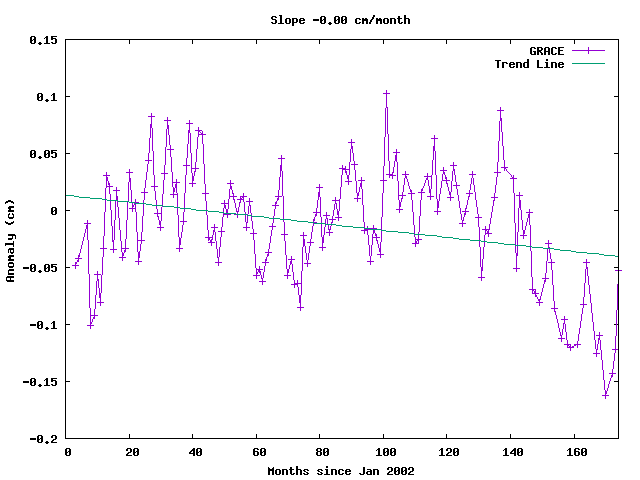 Slope -0.00 cm/month
GRACE
Trend Line
0.15
0.1
0.05
0
-0.05
-0.1
-0.15
-0.2
Anomaly (cm)
0 20 40 60 80 100 120 140 160
Months since Jan 2002